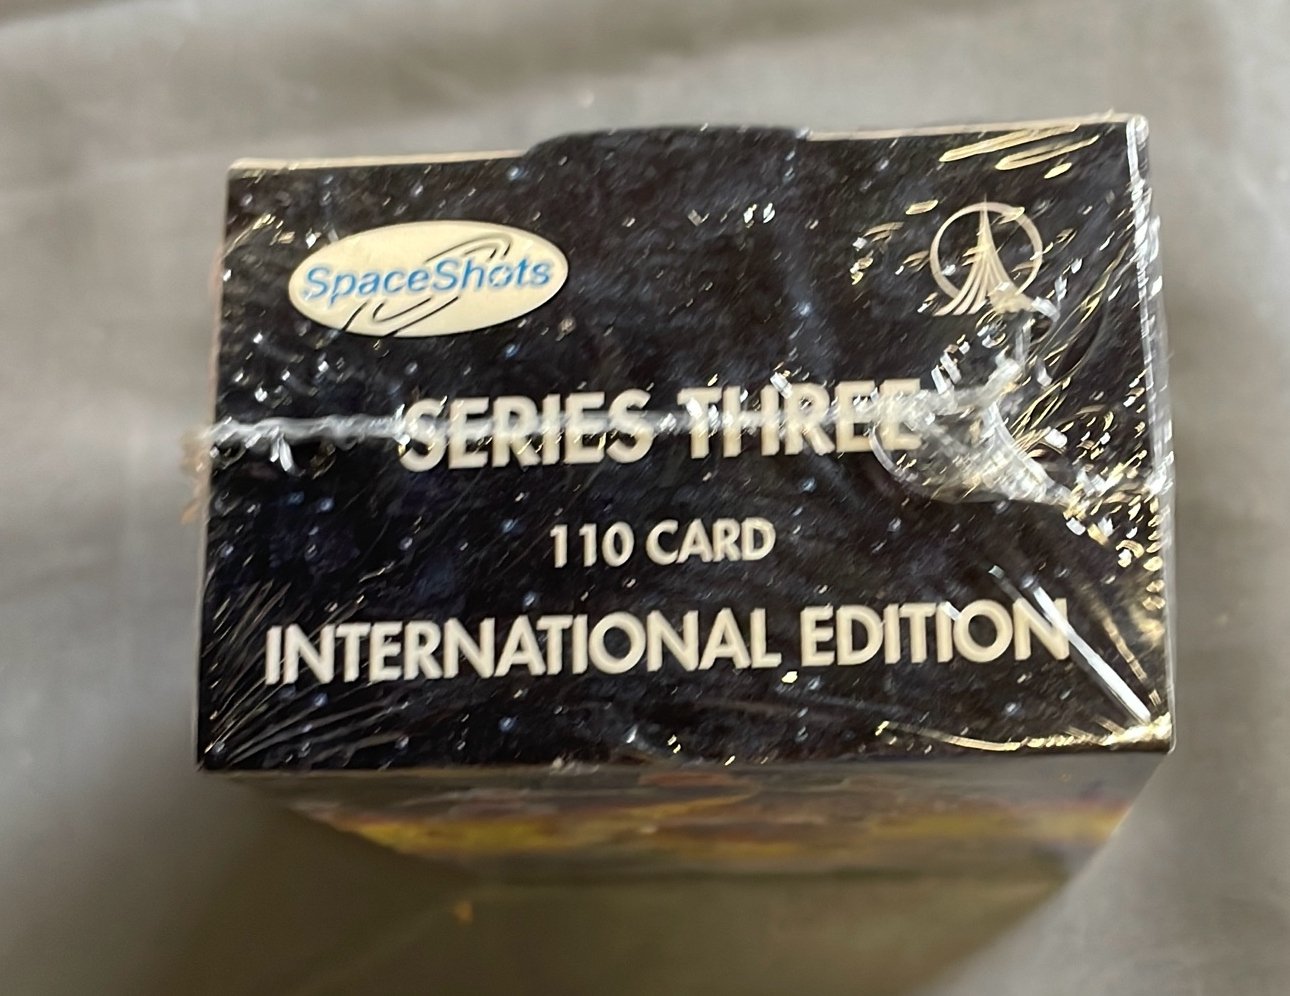 SpaceShots
SERIES THREE
110 CARD
INTERNATIONAL EDITION